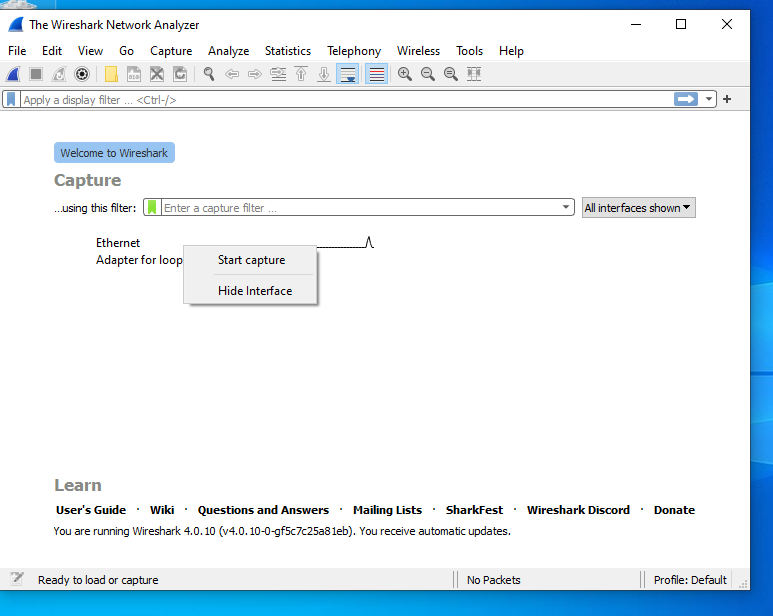 The Wireshark Network Analyzer
File Edit View Go Capture Analyze Statistics Telephony Wireless Tools Help
Apply a display filter ... <Ctrl-/>
Welcome to Wireshark
Capture
...using this filter: Enter a capture filter ... All interfaces shown
Ethernet
Adapter for loop
Start capture
Hide Interface
Learn
User's Guide · Wiki · Questions and Answers · Mailing Lists · SharkFest · Wireshark Discord · Donate
You are running Wireshark 4.0.10 (v4.0.10-0-gf5c7c25a81eb). You receive automatic updates.
Ready to load or capture No Packets Profile: Default